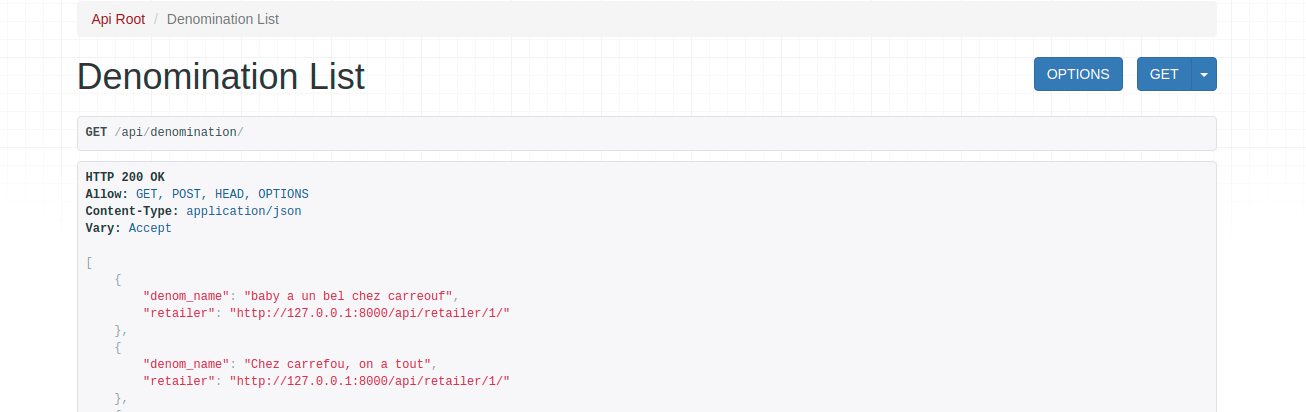 Api Root / Denomination List
Denomination List
OPTIONS
GET
GET /api/denomination/
HTTP 200 OK
Allow: GET, POST, HEAD, OPTIONS
Content-Type: application/json
Vary: Accept
[
{
"denom_name": "baby a un bel chez carreouf",
"retailer": "http://127.0.0.1:8000/api/retailer/1/"
},
{
"denom_name": "Chez carrefou, on a tout",
"retailer": "http://127.0.0.1:8000/api/retailer/1/"
},
{